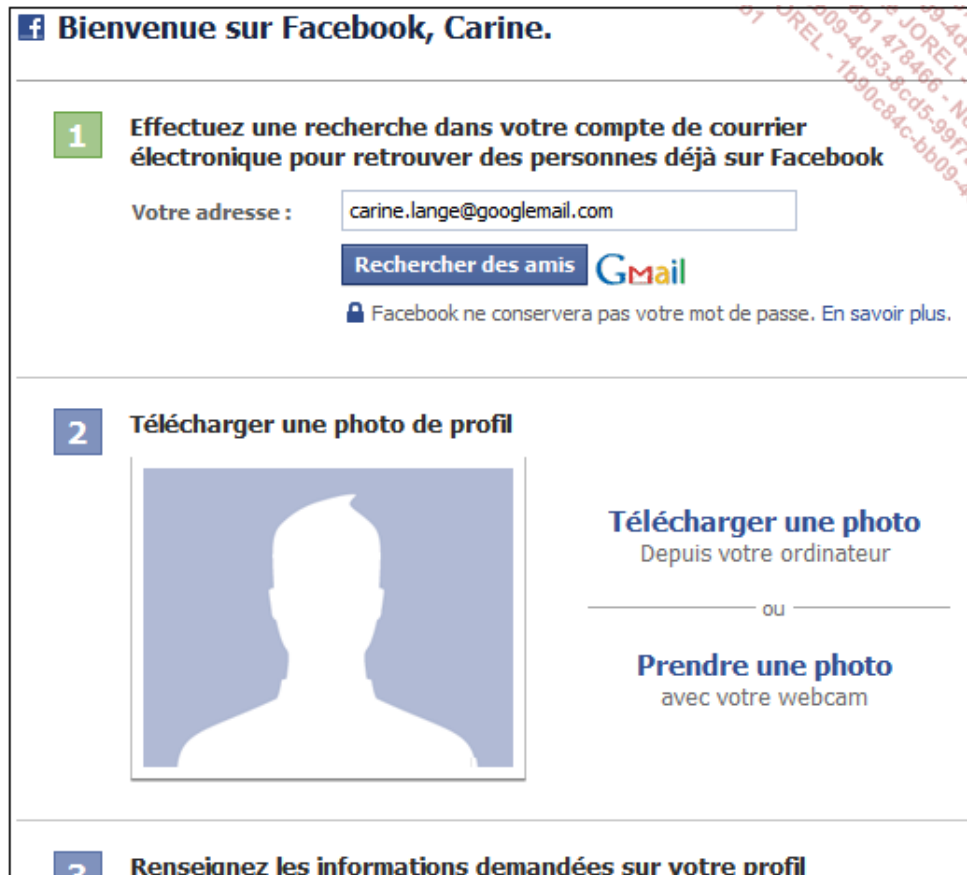 Bienvenue sur Facebook, Carine.
1
Effectuez une recherche dans votre compte de courrier
électronique pour retrouver des personnes déjà sur Facebook
Votre adresse :
carine.lange@googlemail.com
Rechercher des amis
GMail
Facebook ne conservera pas votre mot de passe. En savoir plus.
2
Télécharger une photo de profil
Télécharger une photo
Depuis votre ordinateur
ou
Prendre une photo
avec votre webcam
3
Renseignez les informations demandées sur votre profil